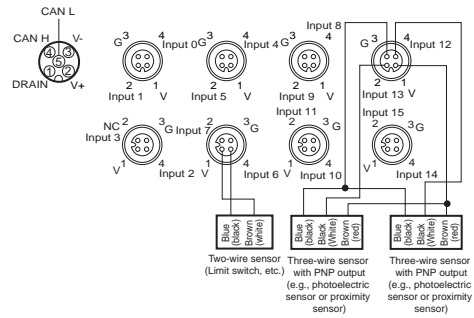 CAN L
CAN H
V-
DRAIN
V+
4 3
5
1 2
Input 8
G 3 4 Input 0 G 3 4 Input 4 G 3 4 G 3 4 Input 12
2 1 2 1 2 1 2 1
Input 1 V Input 5 V Input 9 V Input 13 V
Input 11 Input 15
NC 2 3 G Input 7 2 3 G 2 3 G 2 3 G
Input 3
V 1 4 Input 2 V 1 4 Input 6 V 1 4 Input 10 V 1 4 Input 14
Blue (black)
Brown (white)
Blue (black)
Black (White)
Brown (red)
Blue (black)
Black (White)
Brown (red)
Two-wire sensor
(Limit switch, etc.)
Three-wire sensor
with PNP output
(e.g., photoelectric
sensor or proximity
sensor)
Three-wire sensor
with PNP output
(e.g., photoelectric
sensor or proximity
sensor)